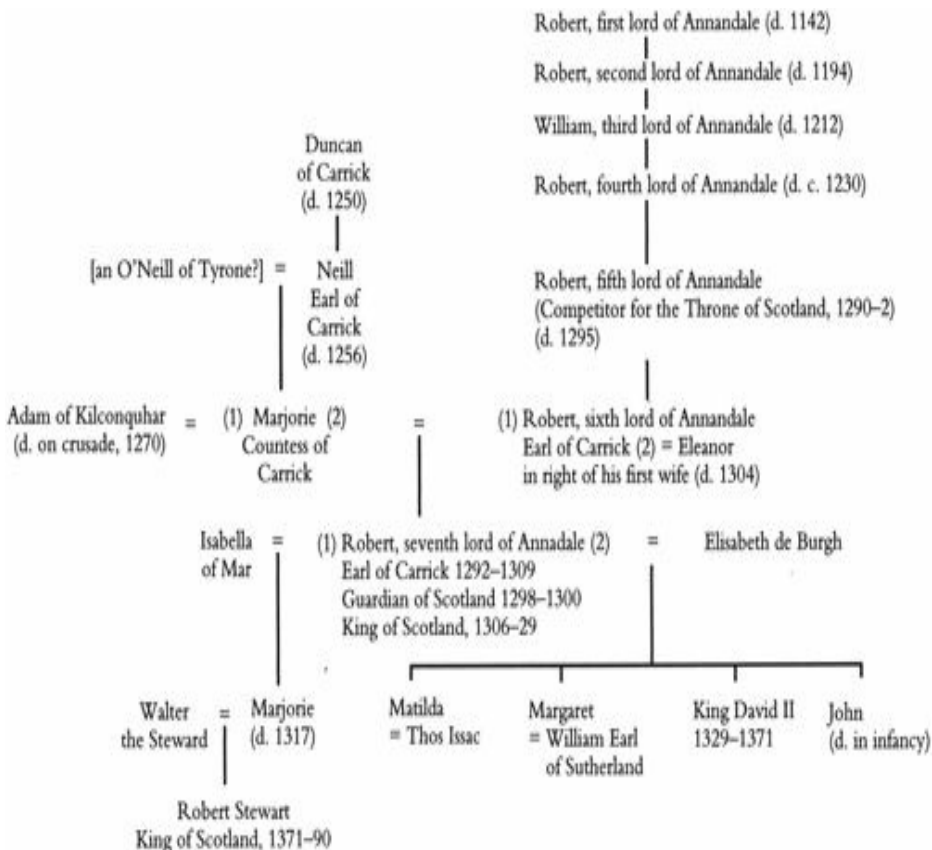 Robert, first lord of Annandale (d. 1142)
Robert, second lord of Annandale (d. 1194)
William, third lord of Annandale (d. 1212)
Duncan
of Carrick
(d. 1250)
Robert, fourth lord of Annandale (d. c. 1230)
[an O'Neill of Tyrone?] = Neill
Earl of
Carrick
(d. 1256)
Robert, fifth lord of Annandale
(Competitor for the Throne of Scotland, 1290–2)
(d. 1295)
Adam of Kilconquhar = (1) Marjorie (2) = (1) Robert, sixth lord of Annandale
(d. on crusade, 1270)
Countess of
Carrick
Earl of Carrick (2) = Eleanor
in right of his first wife (d. 1304)
Isabella = (1) Robert, seventh lord of Annadale (2) = Elisabeth de Burgh
of Mar
Earl of Carrick 1292–1309
Guardian of Scotland 1298–1300
King of Scotland, 1306–29
Walter = Marjorie
the Steward (d. 1317)
Matilda
= Thos Issac
Margaret
= William Earl
of Sutherland
King David II
1329–1371
John
(d. in infancy)
Robert Stewart
King of Scotland, 1371–90